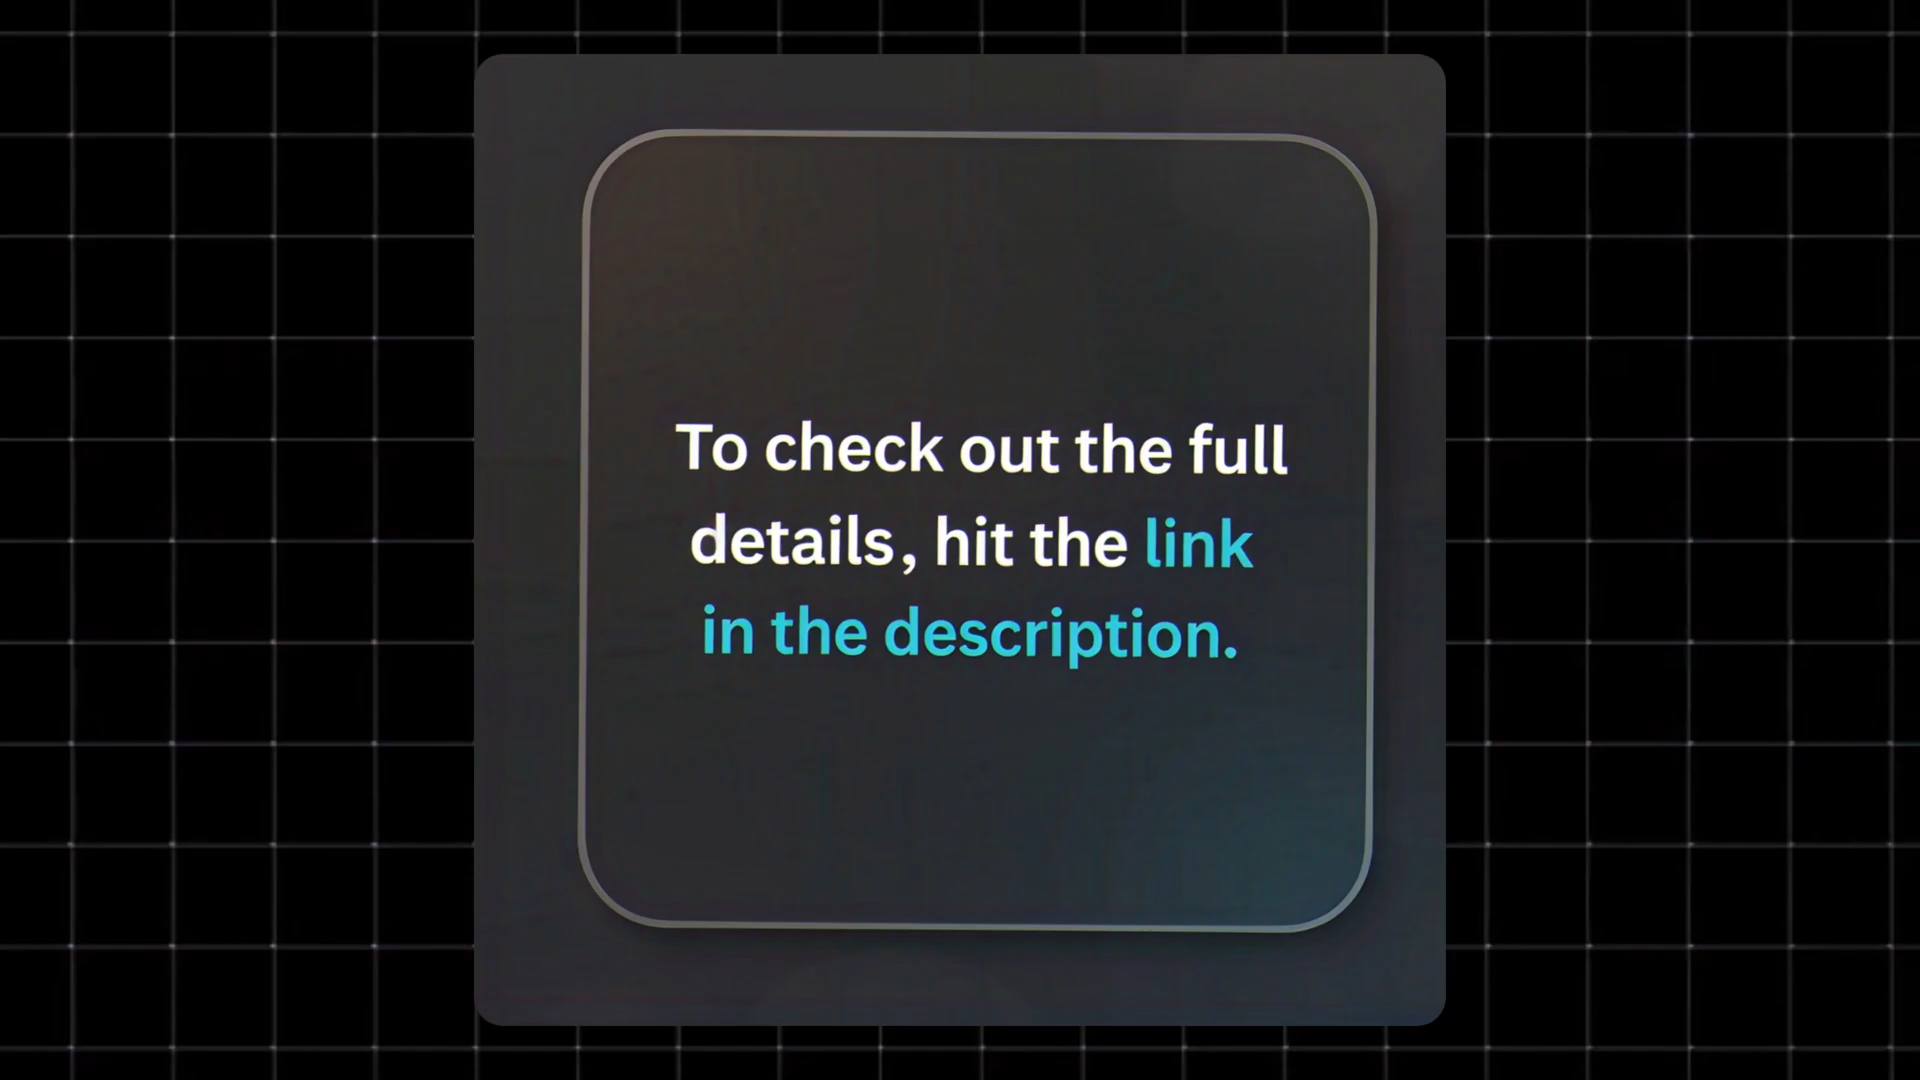 To check out the full
details, hit the link
in the description.